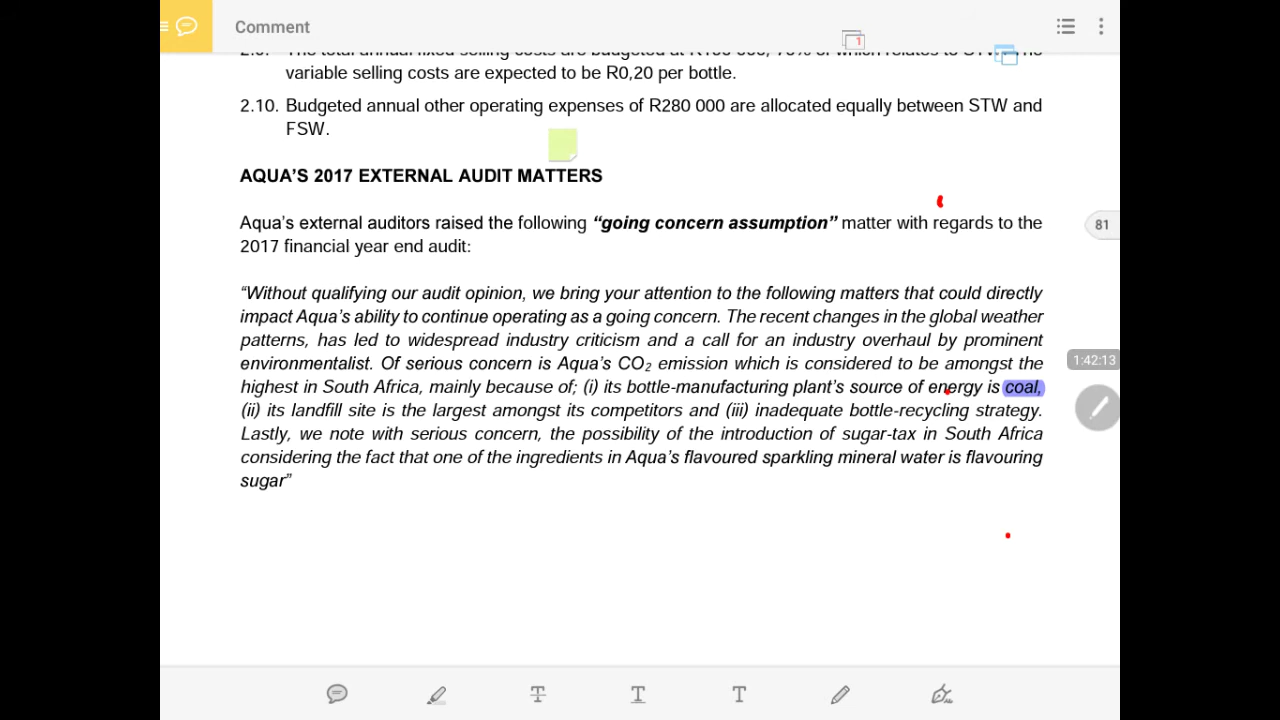 Comment
1
variable selling costs are expected to be R0,20 per bottle.
2.10. Budgeted annual other operating expenses of R280 000 are allocated equally between STW and
FSW.
AQUA'S 2017 EXTERNAL AUDIT MATTERS
Aqua's external auditors raised the following "going concern assumption" matter with regards to the
2017 financial year end audit:
81
"Without qualifying our audit opinion, we bring your attention to the following matters that could directly
impact Aqua's ability to continue operating as a going concern. The recent changes in the global weather
patterns, has led to widespread industry criticism and a call for an industry overhaul by prominent
environmentalist. Of serious concern is Aqua's CO2 emission which is considered to be amongst the
1:42:13
highest in South Africa, mainly because of; (i) its bottle-manufacturing plant's source of energy is coal,
(ii) its landfill site is the largest amongst its competitors and (iii) inadequate bottle-recycling strategy.
Lastly, we note with serious concern, the possibility of the introduction of sugar-tax in South Africa
considering the fact that one of the ingredients in Aqua's flavoured sparkling mineral water is flavouring
sugar"
T
T
T